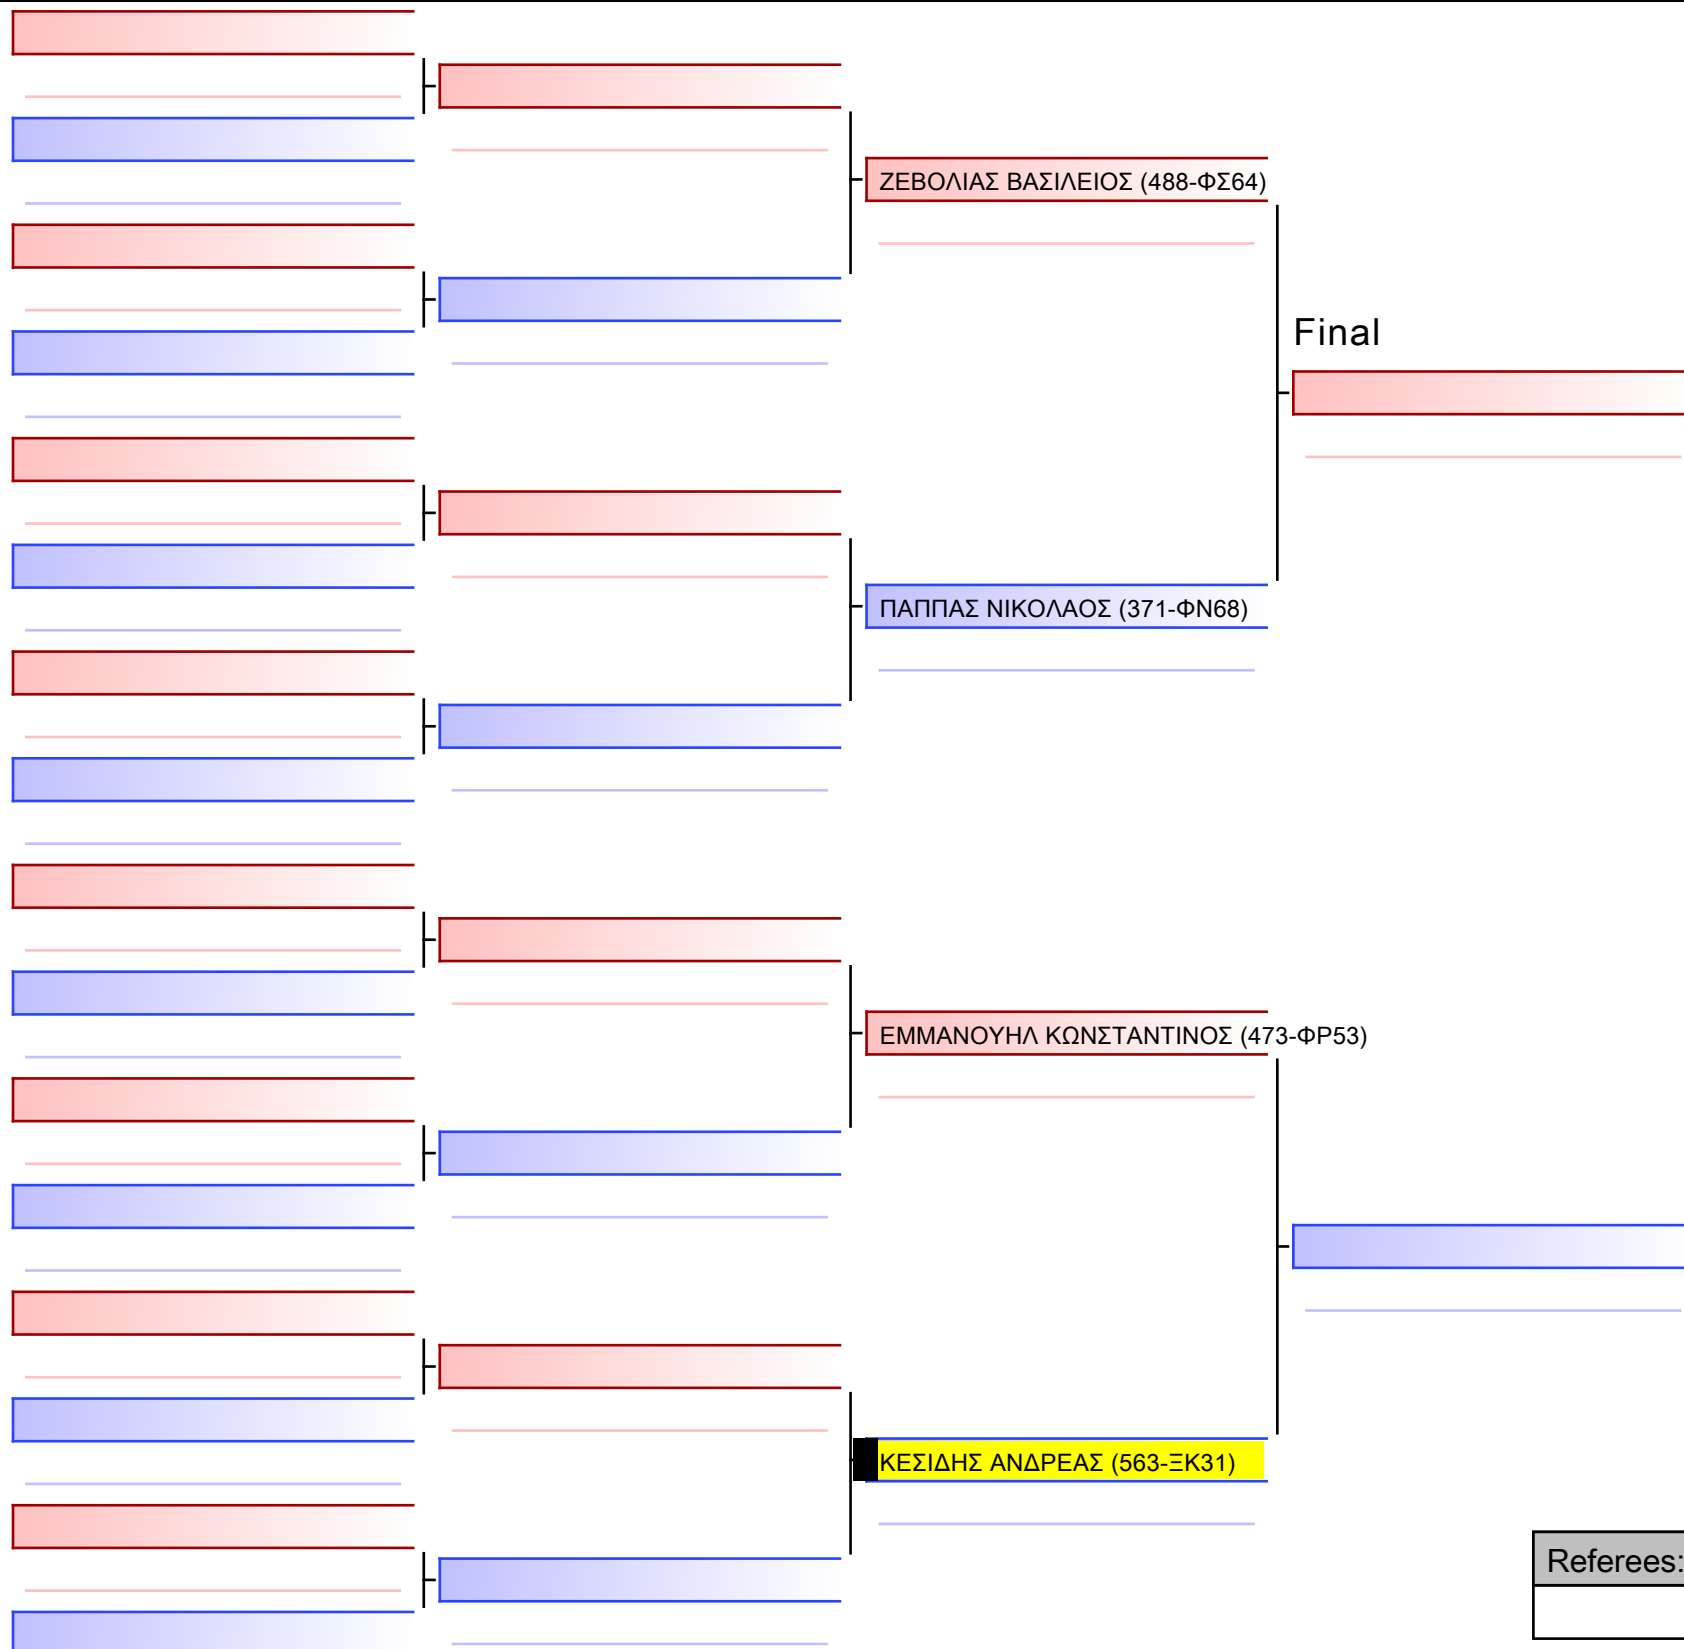 ΖΕΒΟΛΙΑΣ ΒΑΣΙΛΕΙΟΣ (488-ΦΣ64)
Final
ΠΑΠΠΑΣ ΝΙΚΟΛΑΟΣ (371-ΦΝ68)
ΕΜΜΑΝΟΥΗΛ ΚΩΝΣΤΑΝΤΙΝΟΣ (473-ΦΡ53)
ΚΕΣΙΔΗΣ ΑΝΔΡΕΑΣ (563-ΞΚ31)
Referees: